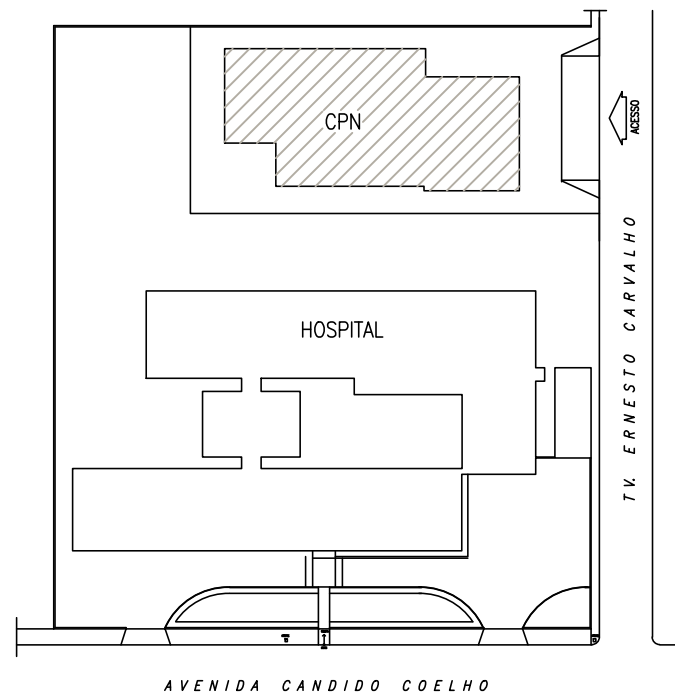 CPN
ACESSO
TV. ERNESTO CARVALHO
HOSPITAL
AVENIDA CANDIDO COELHO